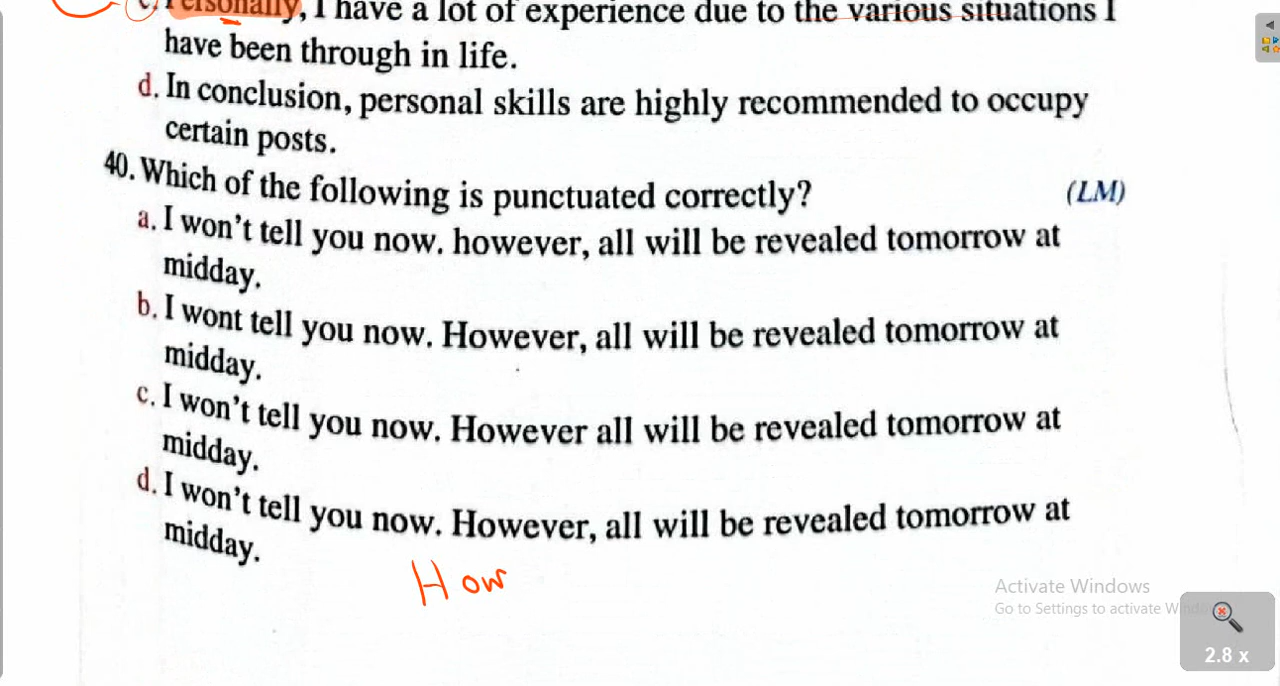 c. Personally, I have a lot of experience due to the various situations I
have been through in life.
d. In conclusion, personal skills are highly recommended to occupy
certain posts.
40. Which of the following is punctuated correctly? (LM)
a. I won't tell you now. however, all will be revealed tomorrow at
midday.
b. I wont tell you now. However, all will be revealed tomorrow at
midday.
c. I won't tell you now. However all will be revealed tomorrow at
midday.
d. I won't tell you now. However, all will be revealed tomorrow at
midday.
How
Activate Windows
Go to Settings to activate
2.8 x